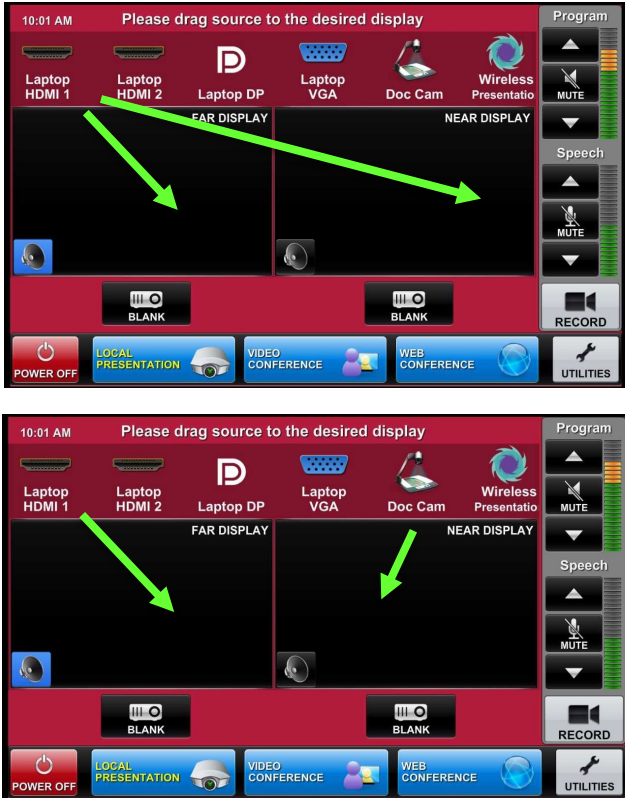 10:01 AM Please drag source to the desired display Program
Laptop HDMI 1
Laptop HDMI 2
Laptop DP
Laptop VGA
Doc Cam
Wireless Presentatio
MUTE
FAR DISPLAY
NEAR DISPLAY
Speech
MUTE
BLANK
BLANK
RECORD
POWER OFF
LOCAL PRESENTATION
VIDEO CONFERENCE
WEB CONFERENCE
UTILITIES
10:01 AM Please drag source to the desired display Program
Laptop HDMI 1
Laptop HDMI 2
Laptop DP
Laptop VGA
Doc Cam
Wireless Presentatio
MUTE
FAR DISPLAY
NEAR DISPLAY
Speech
MUTE
BLANK
BLANK
RECORD
POWER OFF
LOCAL PRESENTATION
VIDEO CONFERENCE
WEB CONFERENCE
UTILITIES